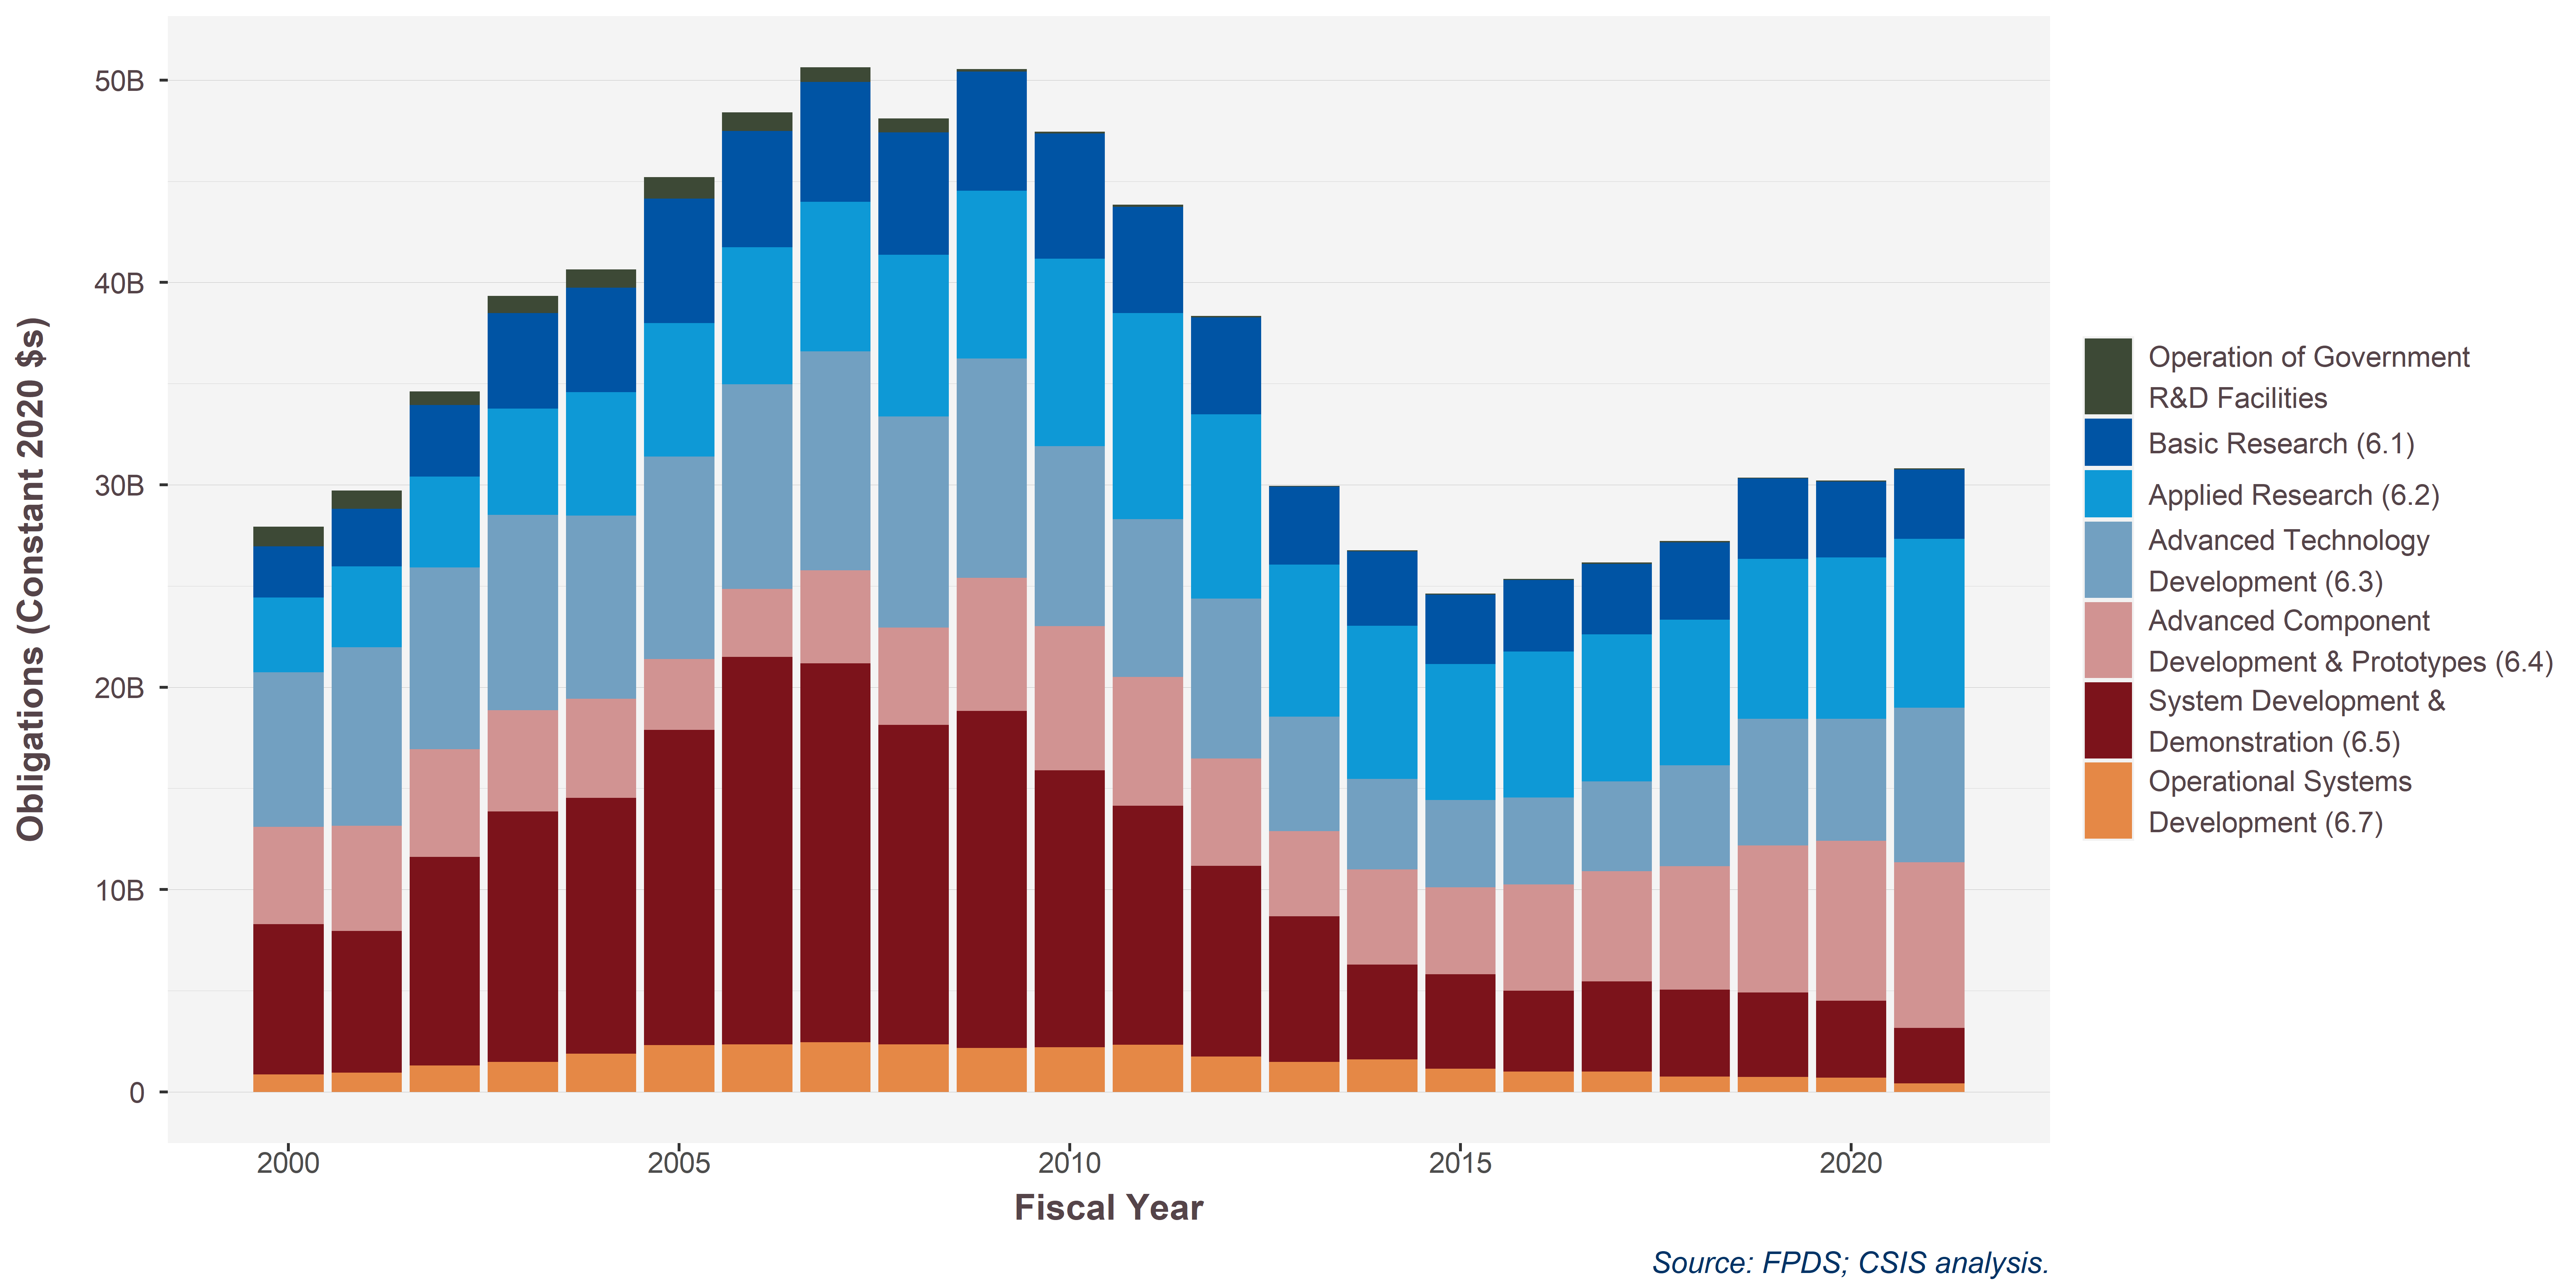 50B
40B
30B
20B
10B
0
Obligations (Constant 2020 $s)
2000
2005
2010
2015
2020
Fiscal Year
Operation of Government
R&D Facilities
Basic Research (6.1)
Applied Research (6.2)
Advanced Technology
Development (6.3)
Advanced Component
Development & Prototypes (6.4)
System Development &
Demonstration (6.5)
Operational Systems
Development (6.7)
Source: FPDS; CSIS analysis.